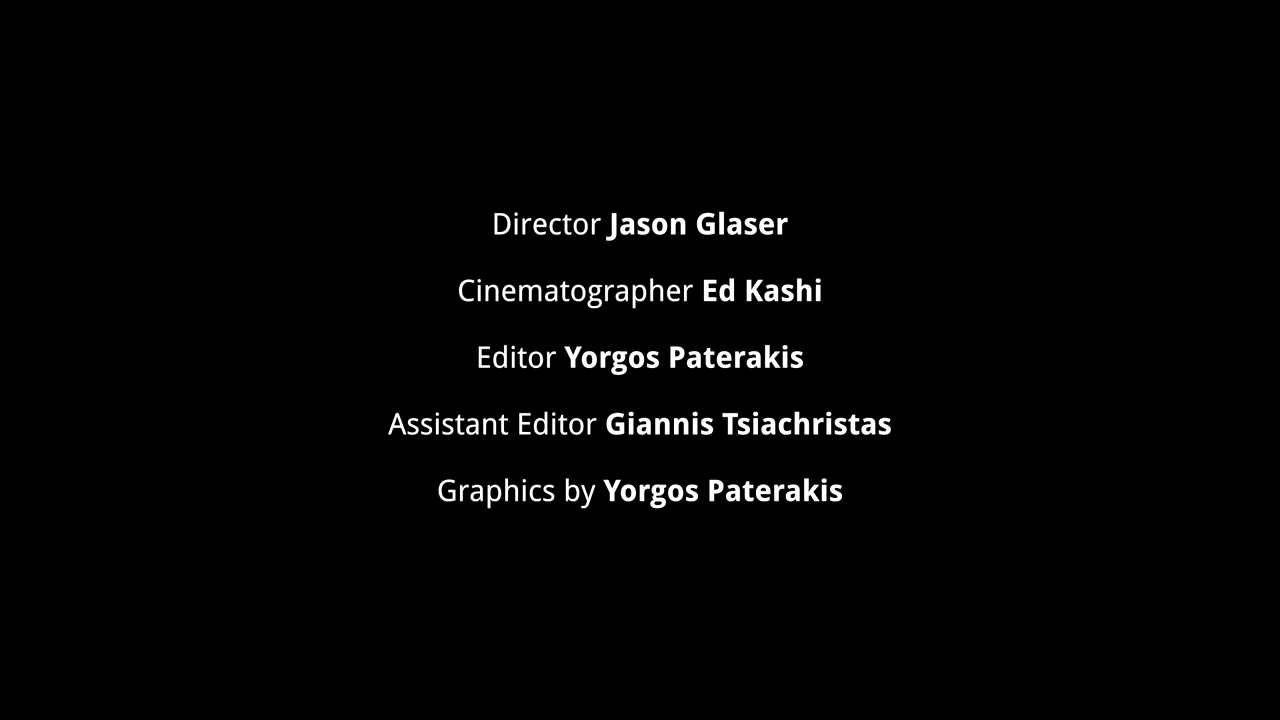 Director Jason Glaser
Cinematographer Ed Kashi
Editor Yorgos Paterakis
Assistant Editor Giannis Tsiachristas
Graphics by Yorgos Paterakis